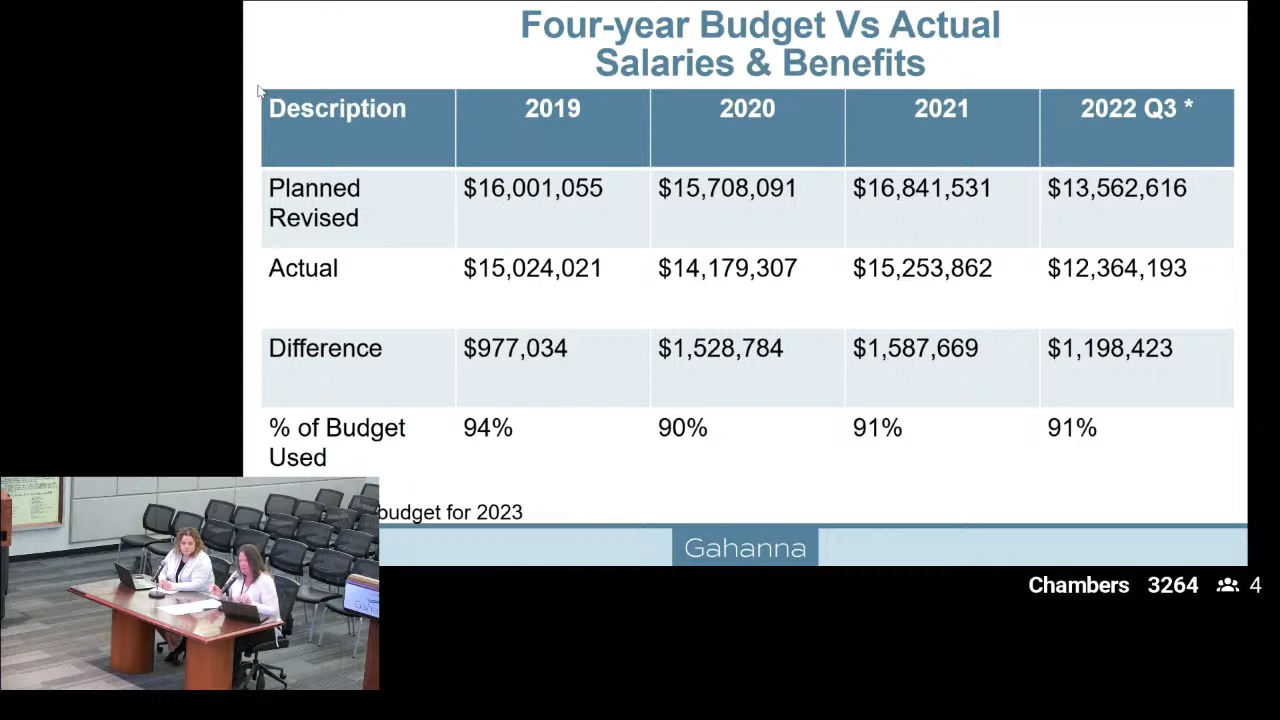 Four-year Budget Vs Actual
Salaries & Benefits
Description 2019 2020 2021 2022 Q3 *
Planned Revised $16,001,055 $15,708,091 $16,841,531 $13,562,616
Actual $15,024,021 $14,179,307 $15,253,862 $12,364,193
Difference $977,034 $1,528,784 $1,587,669 $1,198,423
% of Budget Used 94% 90% 91% 91%
budget for 2023
Gahanna
Chambers 3264 4